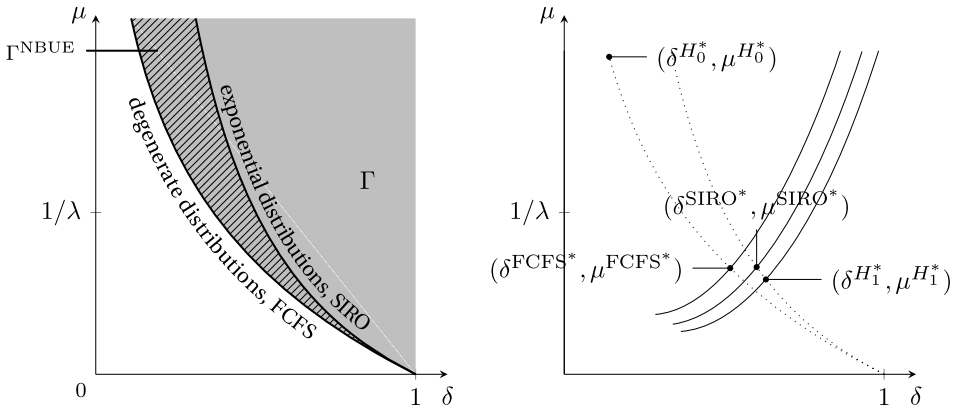 μ
Γ^NBUE
degenerate distributions, FCFS
exponential distributions, SIRO
Γ
1/λ
0
1
δ
μ
(δ^{H_0^*}, μ^{H_0^*})
1/λ
(δ^{SIRO*}, μ^{SIRO*})
(δ^{FCFS*}, μ^{FCFS*})
(δ^{H_1^*}, μ^{H_1^*})
1
δ